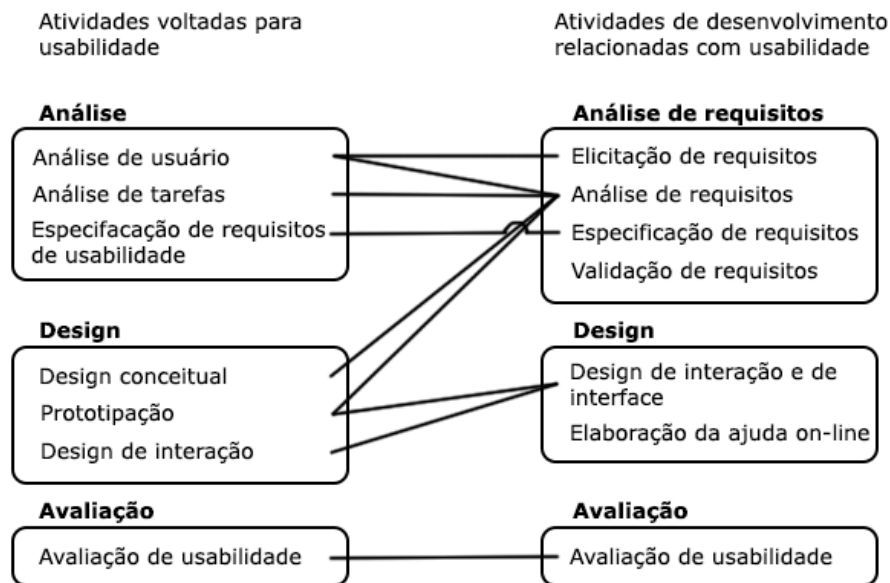 Atividades voltadas para
usabilidade
Análise
Análise de usuário
Análise de tarefas
Especifacação de requisitos
de usabilidade
Design
Design conceitual
Prototipação
Design de interação
Avaliação
Avaliação de usabilidade
Atividades de desenvolvimento
relacionadas com usabilidade
Análise de requisitos
Elicitação de requisitos
Análise de requisitos
Especificação de requisitos
Validação de requisitos
Design
Design de interação e de
interface
Elaboração da ajuda on-line
Avaliação
Avaliação de usabilidade